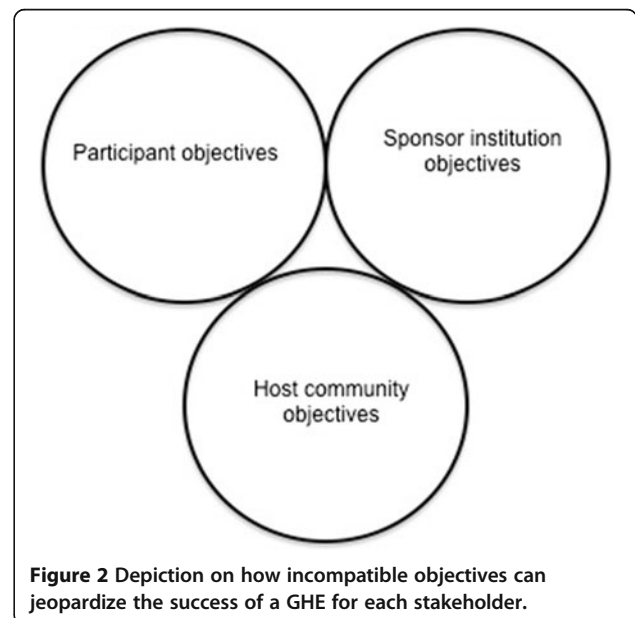 Participant objectives
Sponsor institution
objectives
Host community
objectives
Figure 2 Depiction on how incompatible objectives can
jeopardize the success of a GHE for each stakeholder.